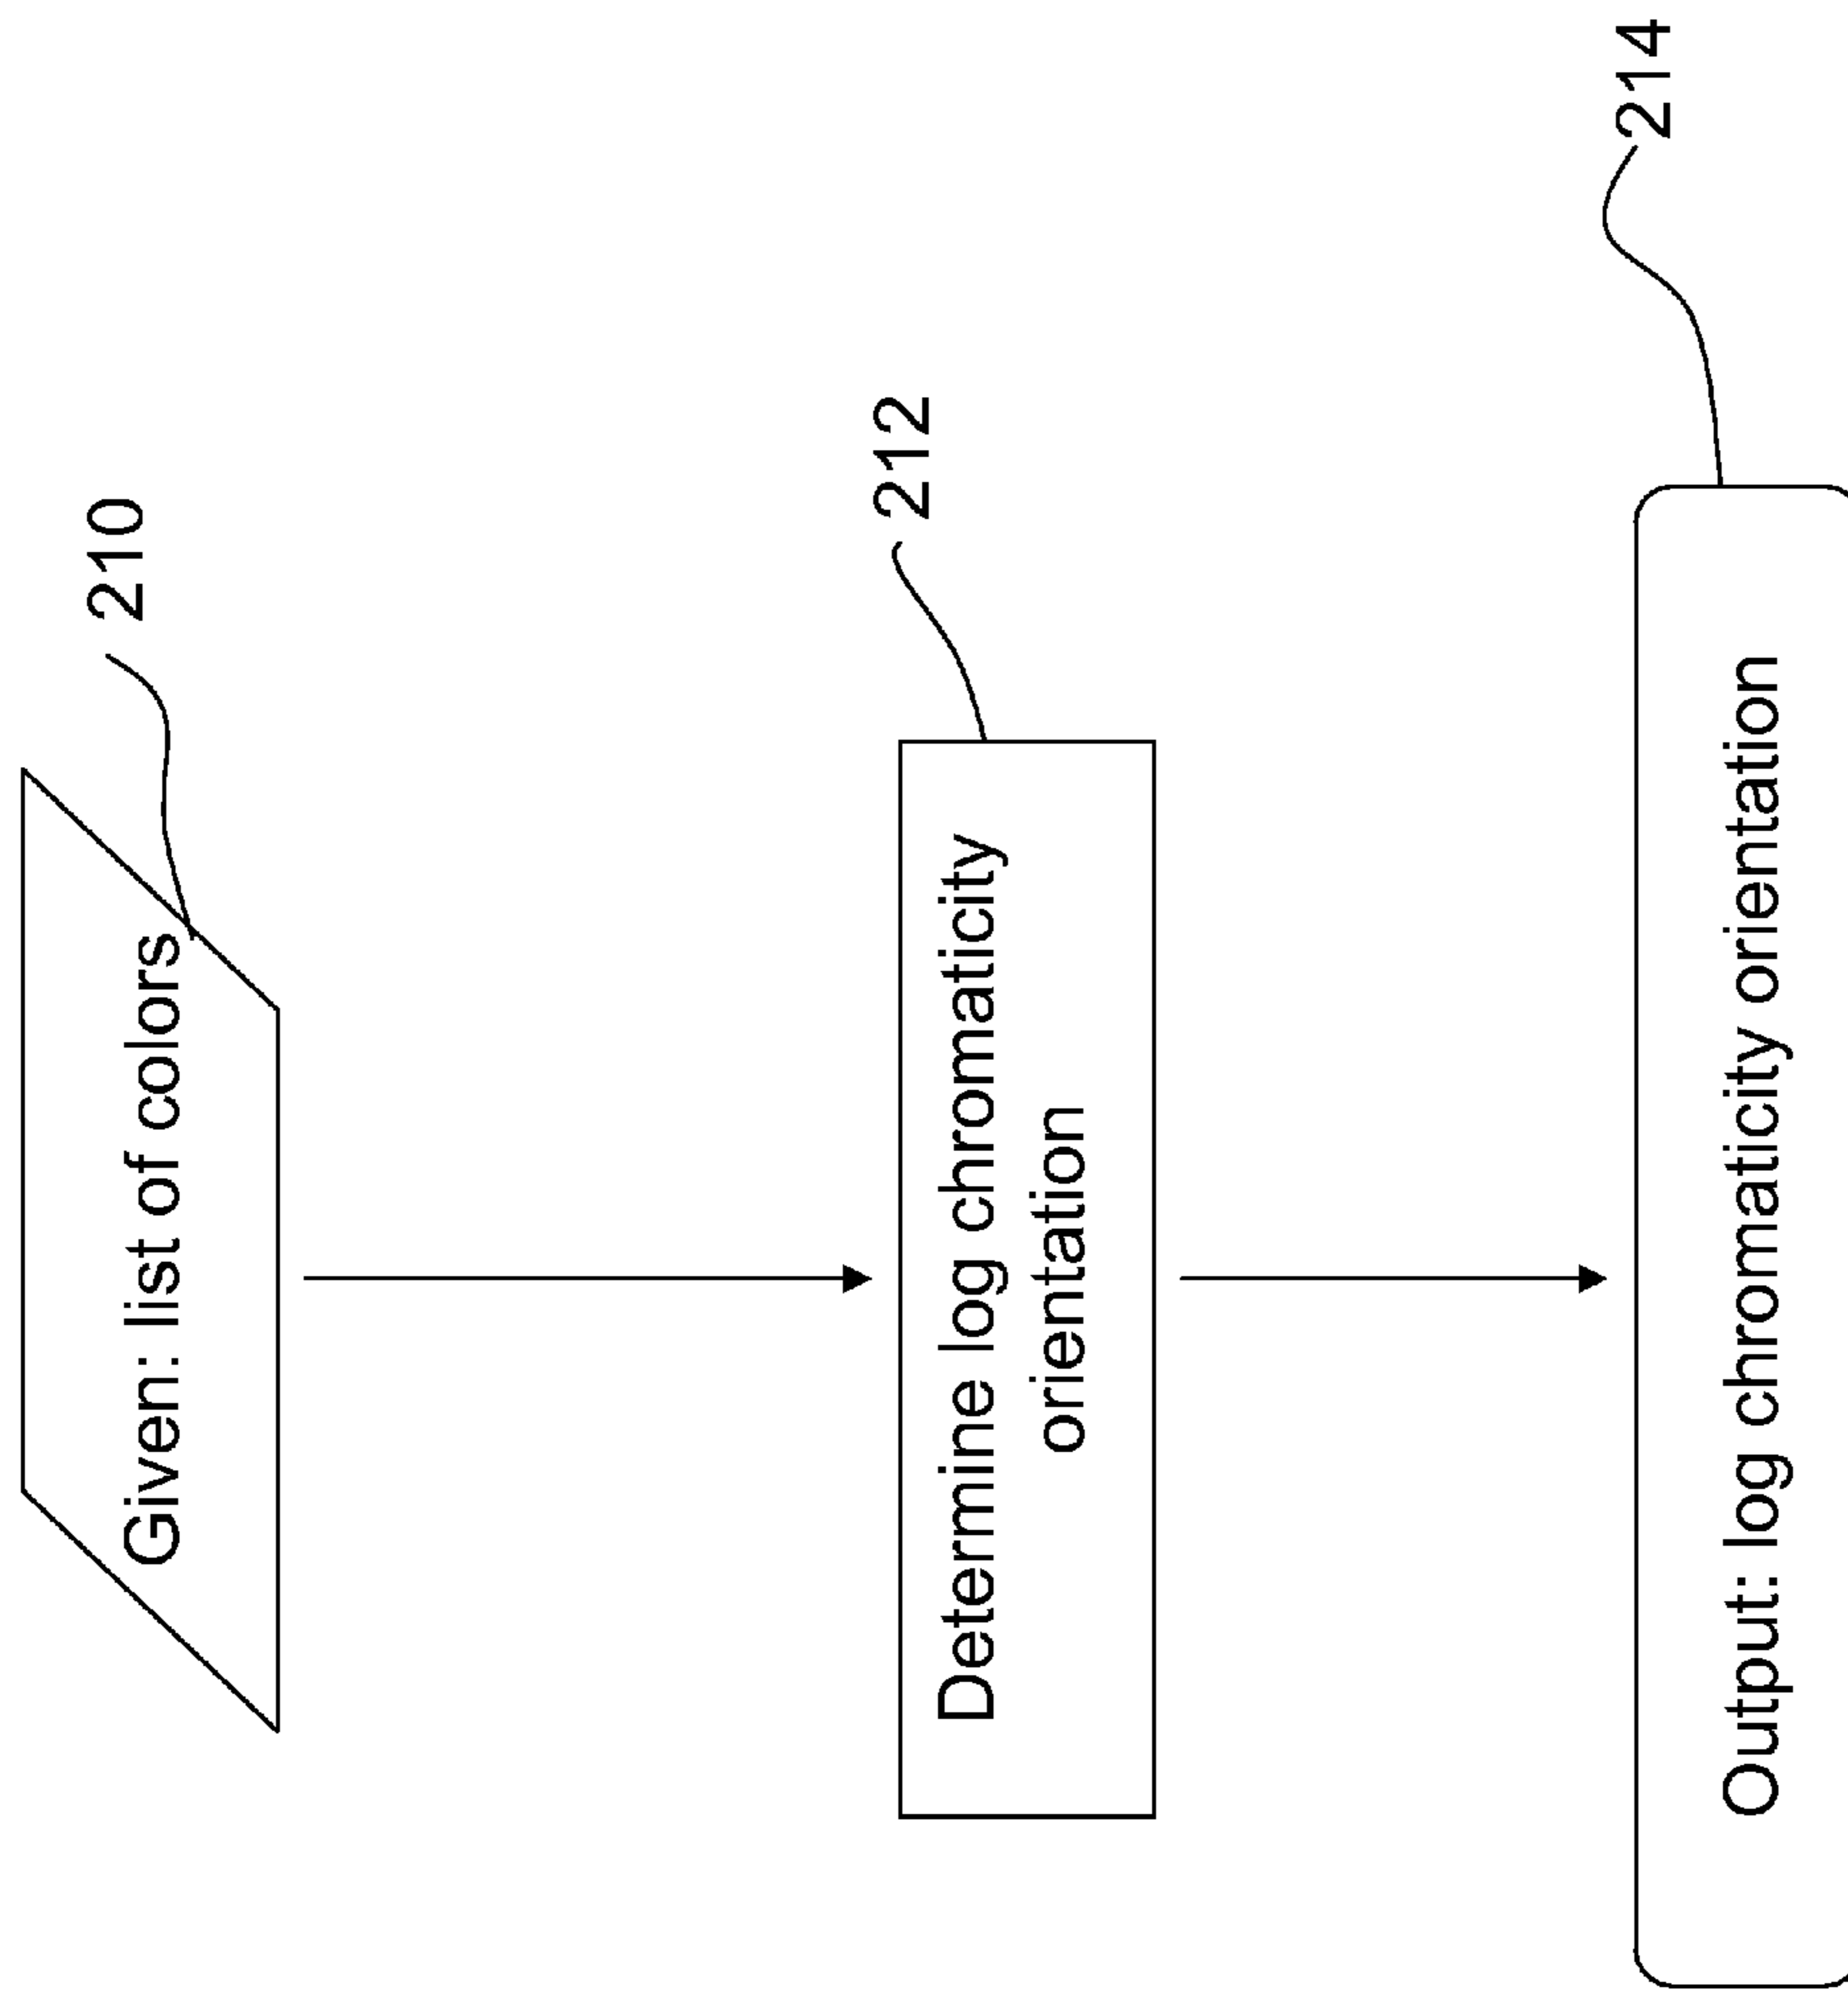 210
Given: list of colors
212
Determine log chromaticity
orientation
214
Output: log chromaticity orientation